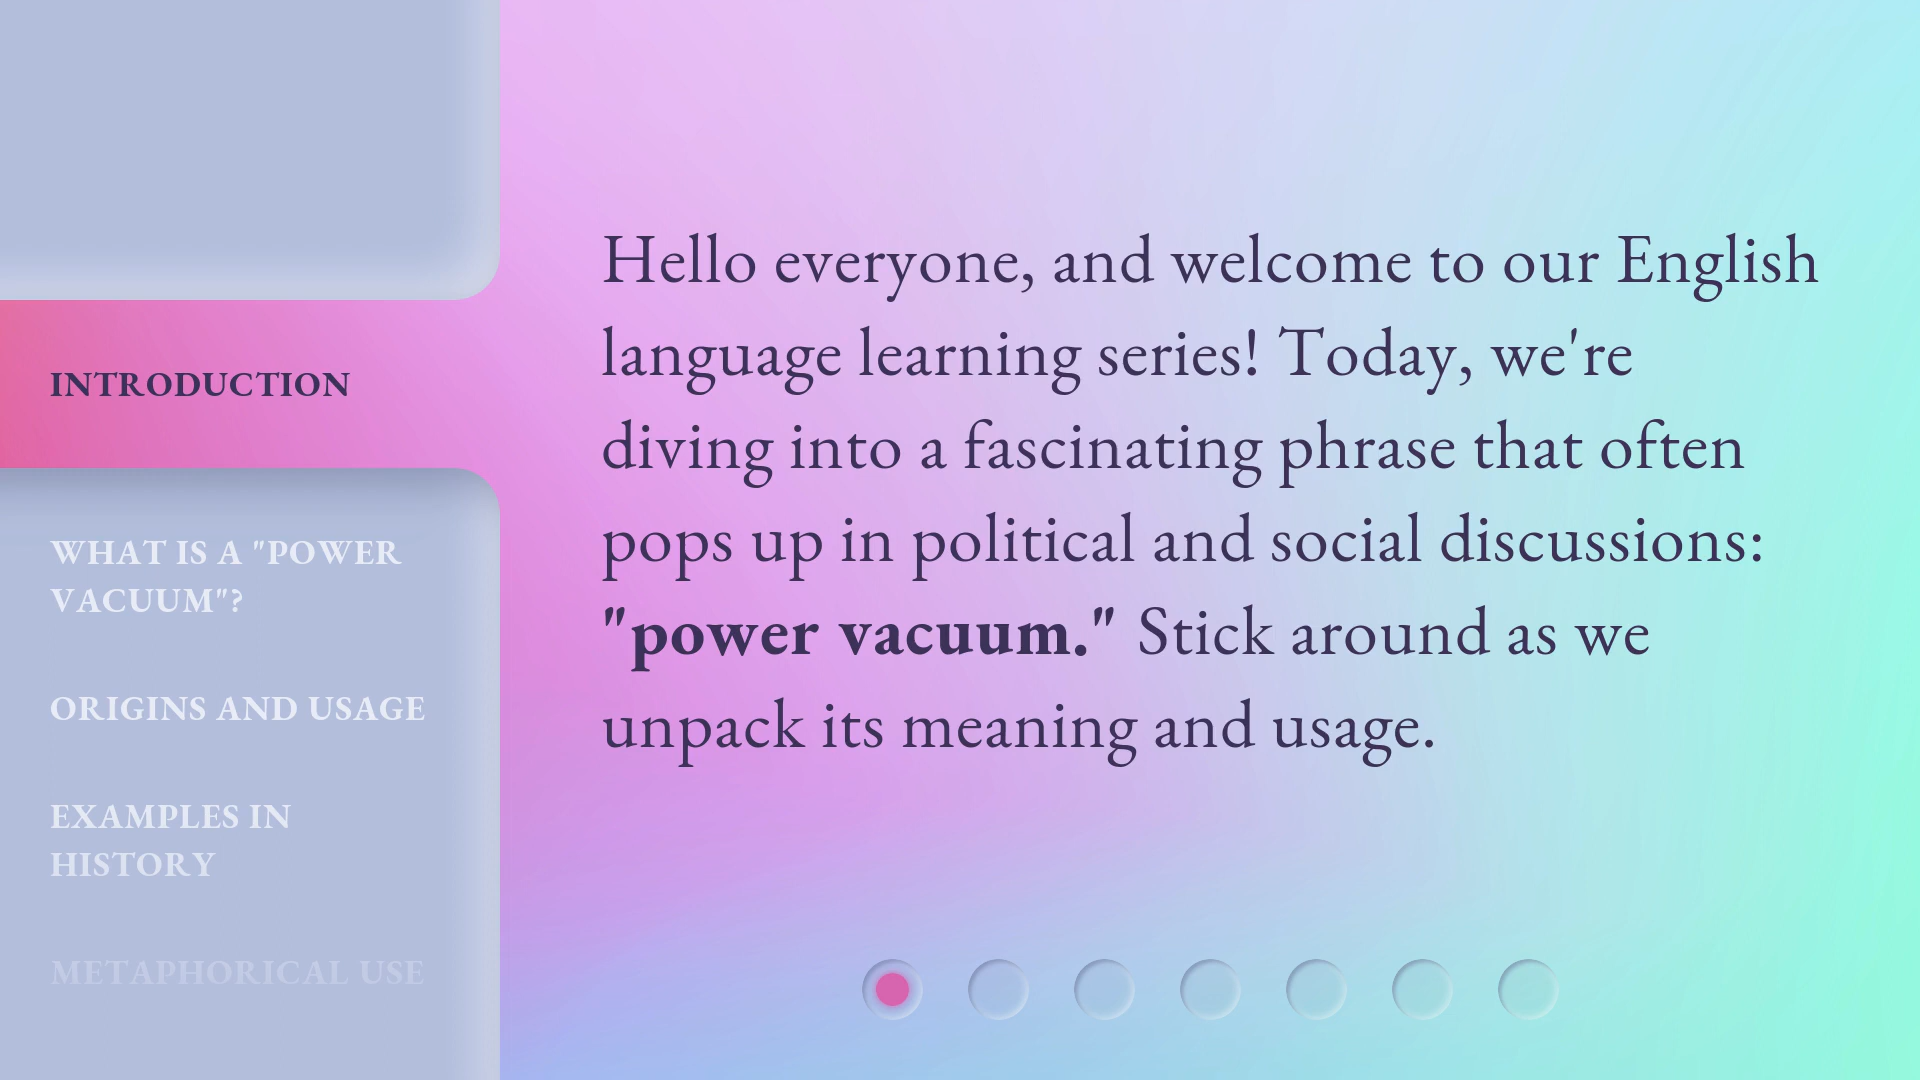 INTRODUCTION
WHAT IS A "POWER
VACUUM"?
ORIGINS AND USAGE
EXAMPLES IN
HISTORY
METAPHORICAL USE
Hello everyone, and welcome to our English
language learning series! Today, we're
diving into a fascinating phrase that often
pops up in political and social discussions:
"power vacuum." Stick around as we
unpack its meaning and usage.